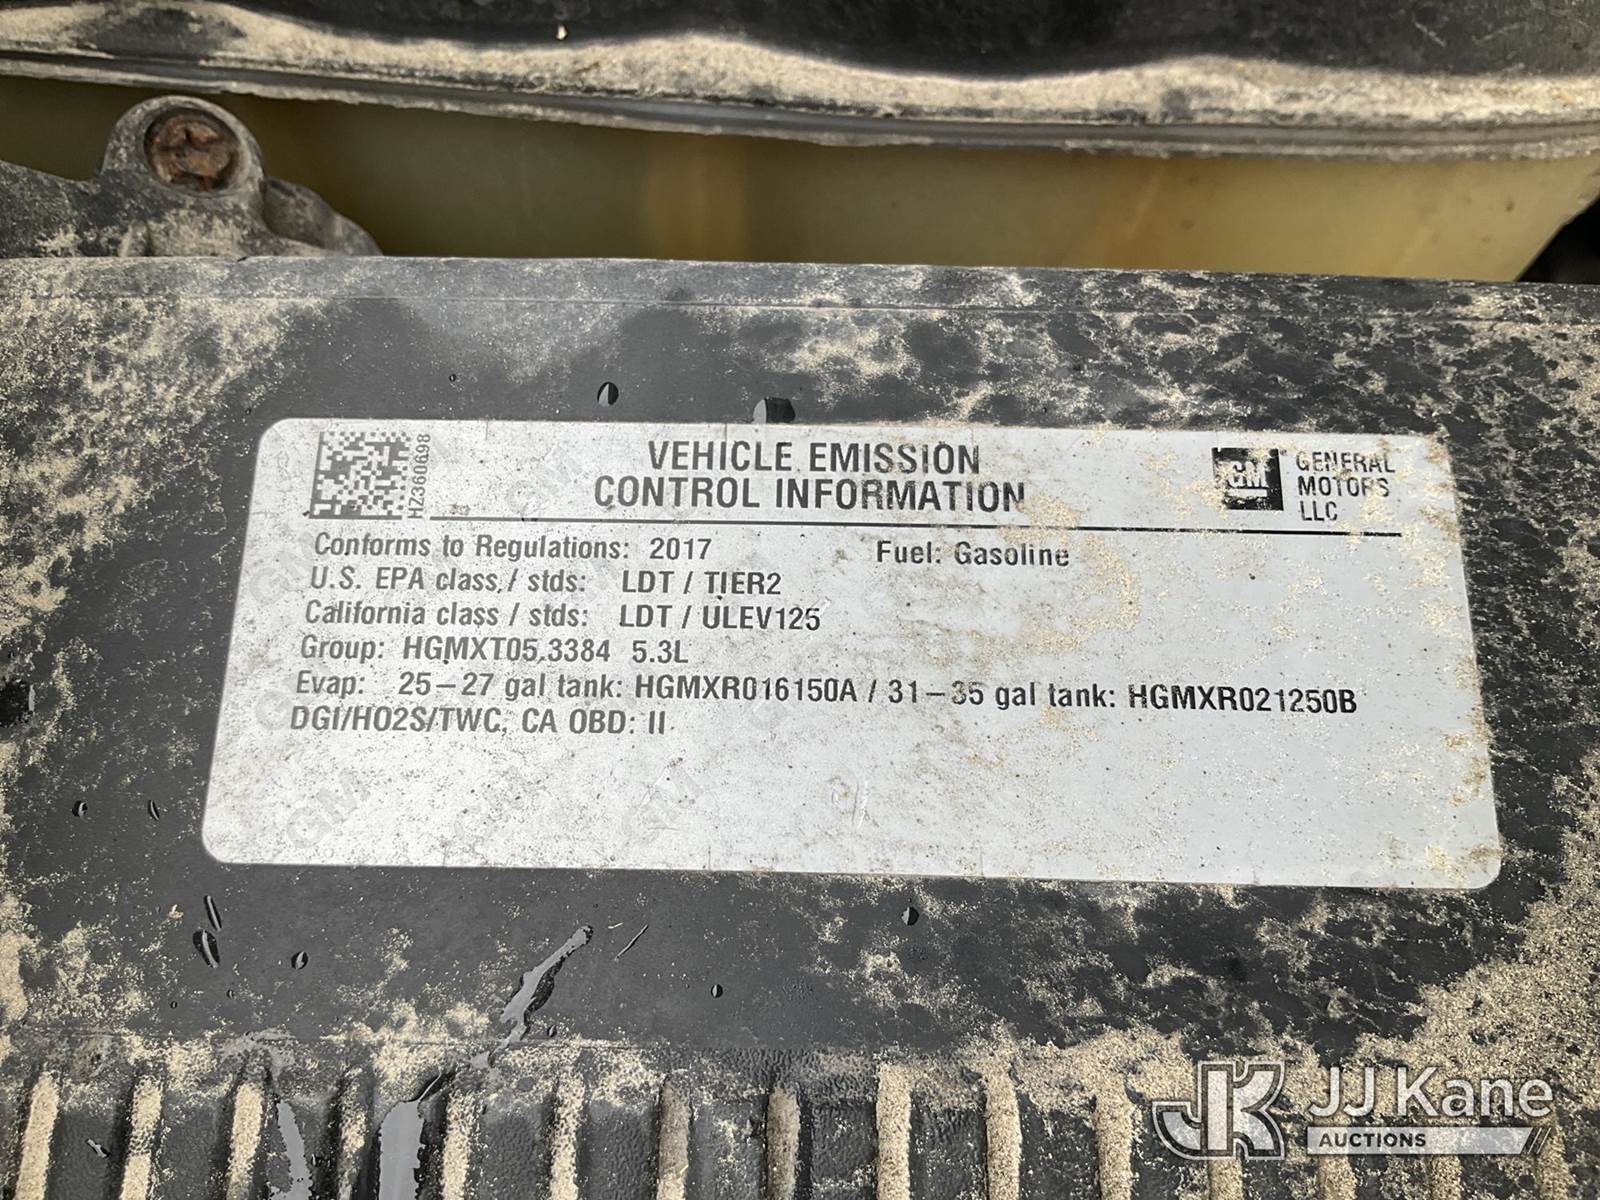 HZ360698
VEHICLE EMISSION
CONTROL INFORMATION
GM
GENERAL
MOTORS
LLC
Conforms to Regulations: 2017 Fuel: Gasoline
U.S. EPA class / stds: LDT / TIER2
California class / stds: LDT / ULEV125
Group: HGMXT05.3384 5.3L
Evap: 25-27 gal tank: HGMXR016150A / 31-35 gal tank: HGMXR021250B
DGI/HO2S/TWC, CA OBD: II
JK JJ Kane
AUCTIONS